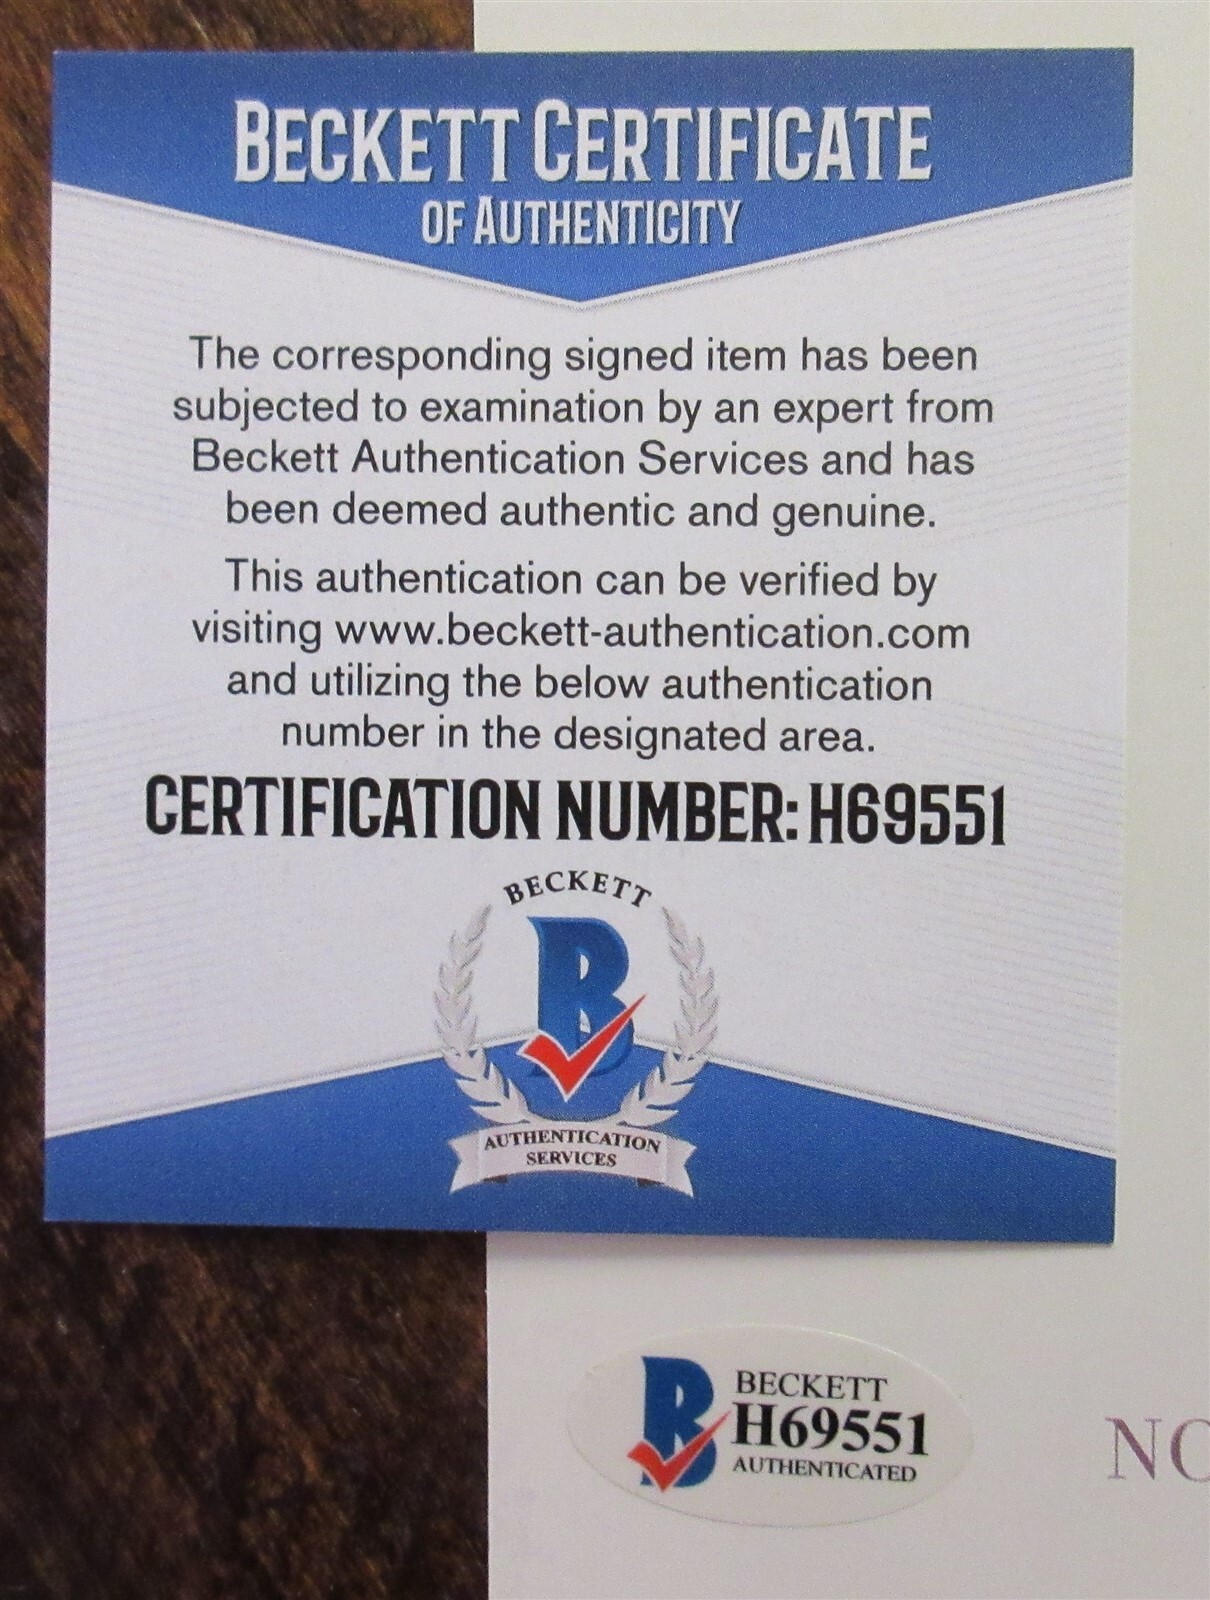 BECKETT CERTIFICATE
OF AUTHENTICITY
The corresponding signed item has been
subjected to examination by an expert from
Beckett Authentication Services and has
been deemed authentic and genuine.
This authentication can be verified by
visiting www.beckett-authentication.com
and utilizing the below authentication
number in the designated area.
CERTIFICATION NUMBER: H69551
BECKETT
B
AUTHENTICATION
SERVICES
B
BECKETT
H69551
AUTHENTICATED